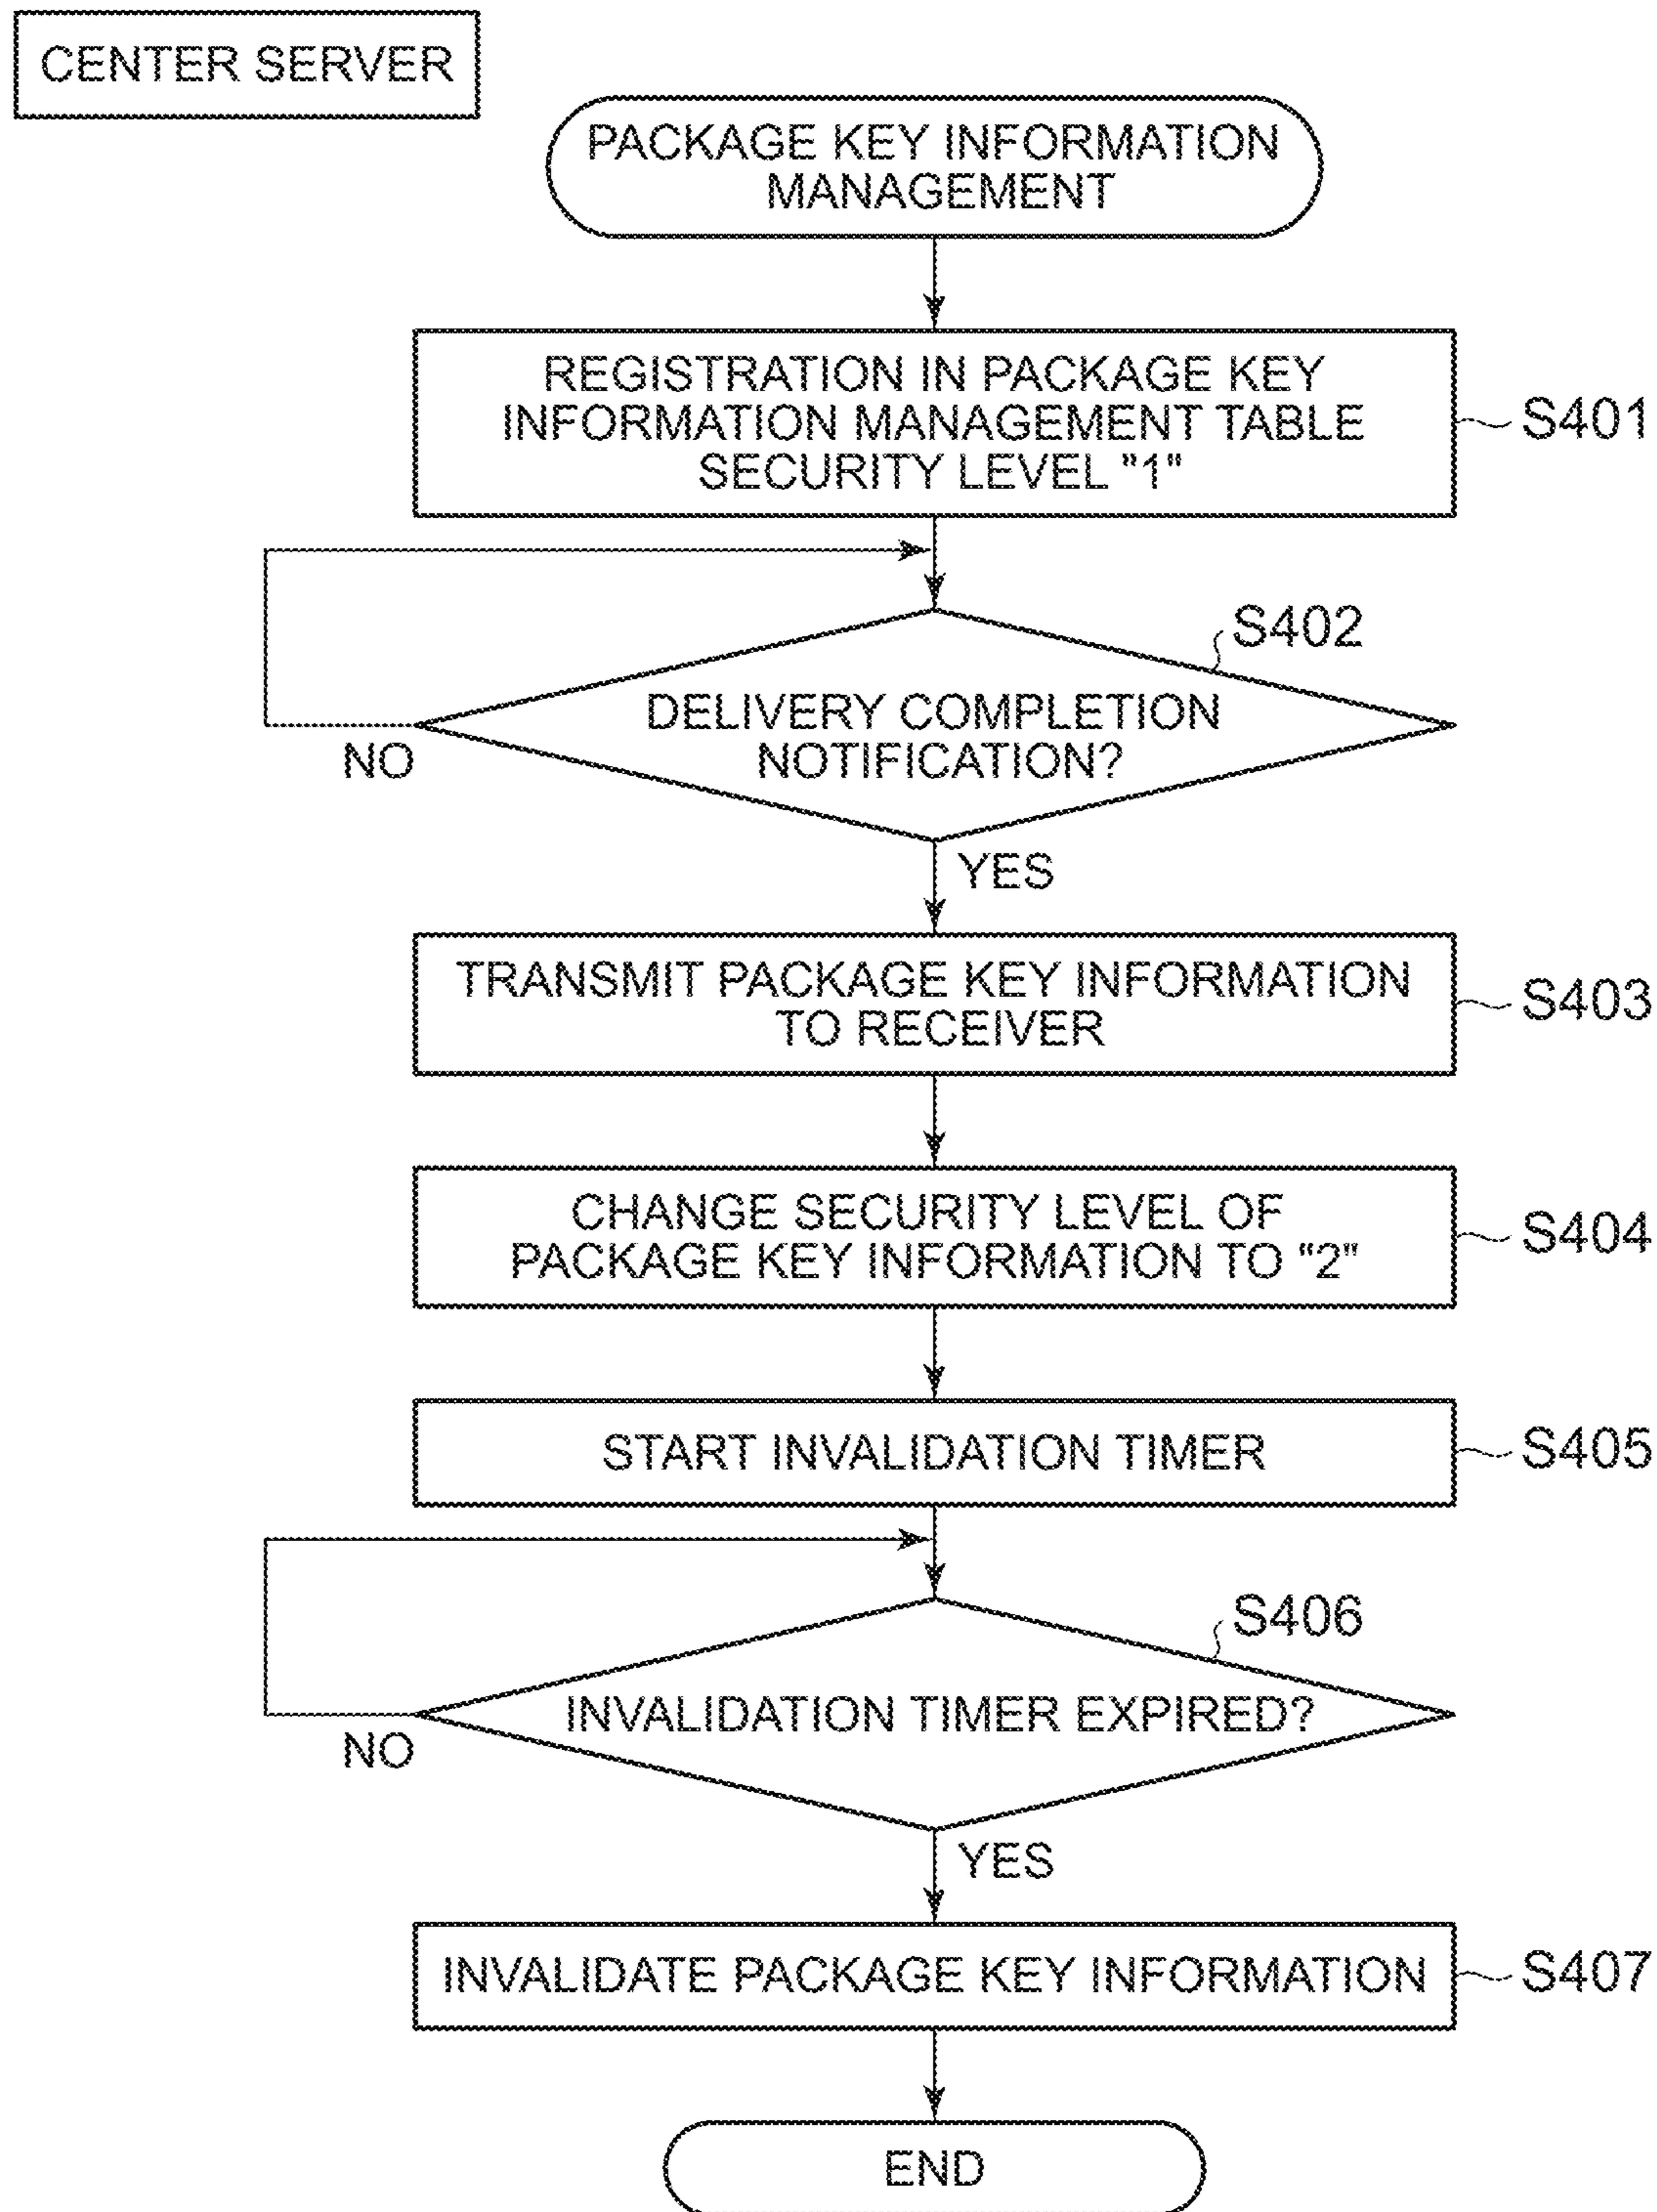 CENTER SERVER
PACKAGE KEY INFORMATION
MANAGEMENT
REGISTRATION IN PACKAGE KEY
INFORMATION MANAGEMENT TABLE
SECURITY LEVEL "1"
S401
S402
DELIVERY COMPLETION
NOTIFICATION?
NO
YES
TRANSMIT PACKAGE KEY INFORMATION
TO RECEIVER
S403
CHANGE SECURITY LEVEL OF
PACKAGE KEY INFORMATION TO "2"
S404
START INVALIDATION TIMER
S405
S406
INVALIDATION TIMER EXPIRED?
NO
YES
INVALIDATE PACKAGE KEY INFORMATION
S407
END